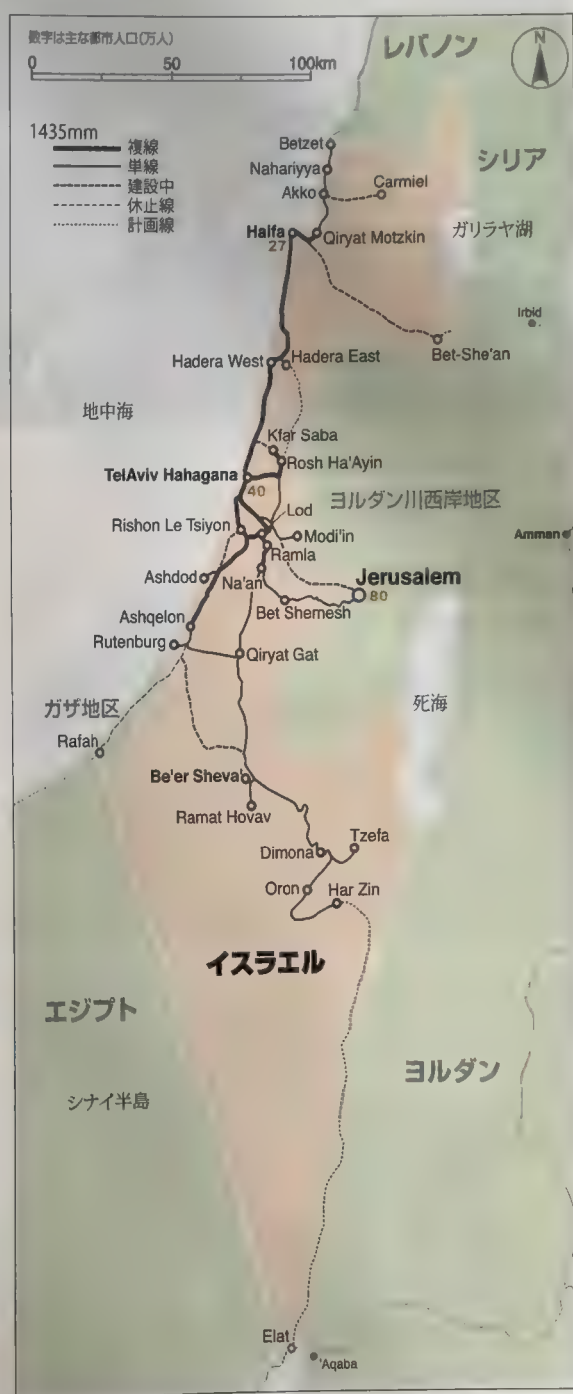 数字は主な都市人口(万人)
0 50 100km
N
1435mm
複線
単線
建設中
休止線
計画線
レバノン
シリア
Betzet
Nahariyya
Akko
Carmiel
Haifa
27
Qiryat Motzkin
ガリラヤ湖
Irbid
Bet-She'an
Hadera West
Hadera East
地中海
Kfar Saba
Rosh Ha'Ayin
TelAviv Hahagana
40
ヨルダン川西岸地区
Lod
Rishon Le Tsiyon
Modi'in
Amman
Ramla
Ashdod
Na'an
Jerusalem
80
Bet Shemesh
Ashqelon
Rutenburg
Qiryat Gat
死海
ガザ地区
Rafah
Be'er Sheva'
Ramat Hovav
Dimona
Tzefa
Oron
Har Zin
イスラエル
エジプト
ヨルダン
シナイ半島
Elat
'Aqaba